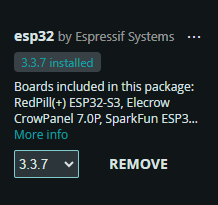 esp32 by Espressif Systems ...
3.3.7 installed
Boards included in this package:
RedPill(+) ESP32-S3, Elecrow
CrowPanel 7.0P, SparkFun ESP3...
More info
3.3.7 REMOVE